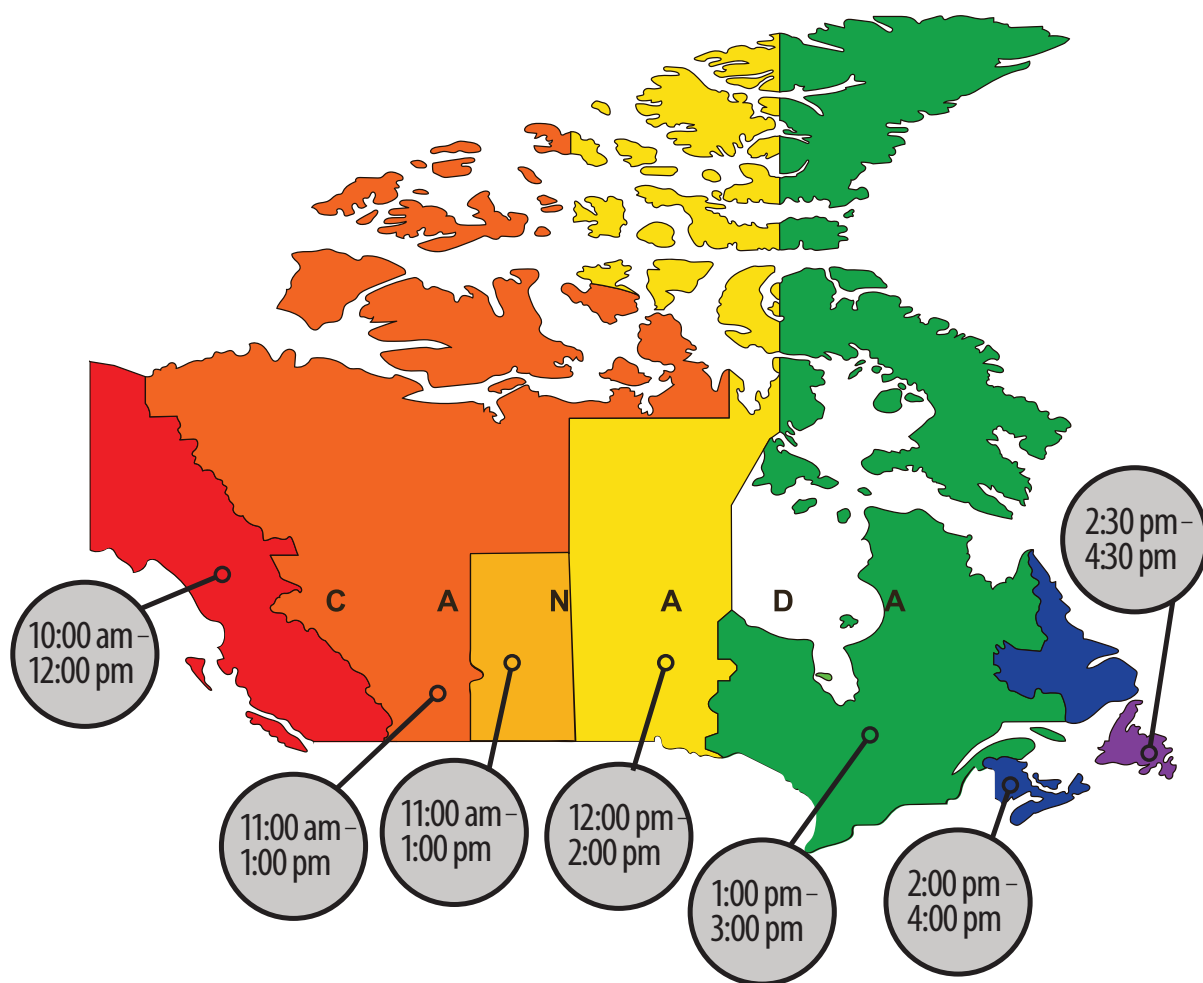 2:30 pm –
4:30 pm
C A N A D A
10:00 am –
12:00 pm
11:00 am –
1:00 pm
11:00 am –
1:00 pm
12:00 pm –
2:00 pm
1:00 pm –
3:00 pm
2:00 pm –
4:00 pm